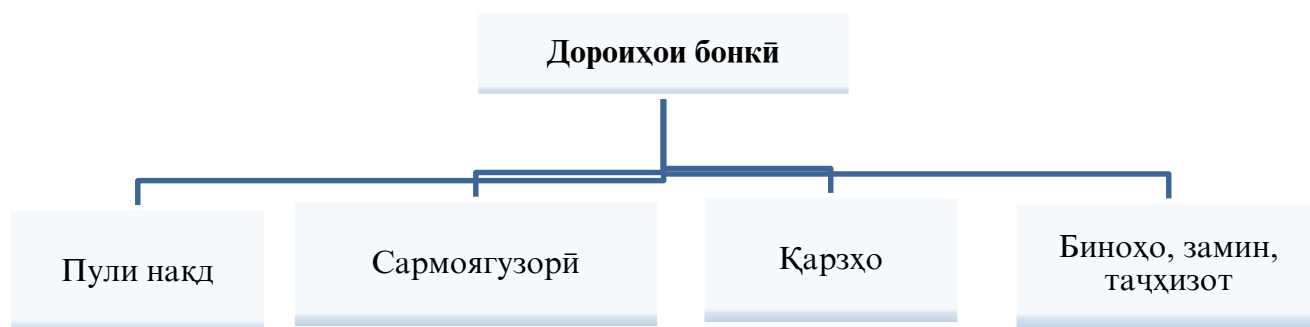 Дороиҳои бонкӣ
Пули нақд
Сармоягузорӣ
Қарзҳо
Биноҳо, замин,
таҷҳизот